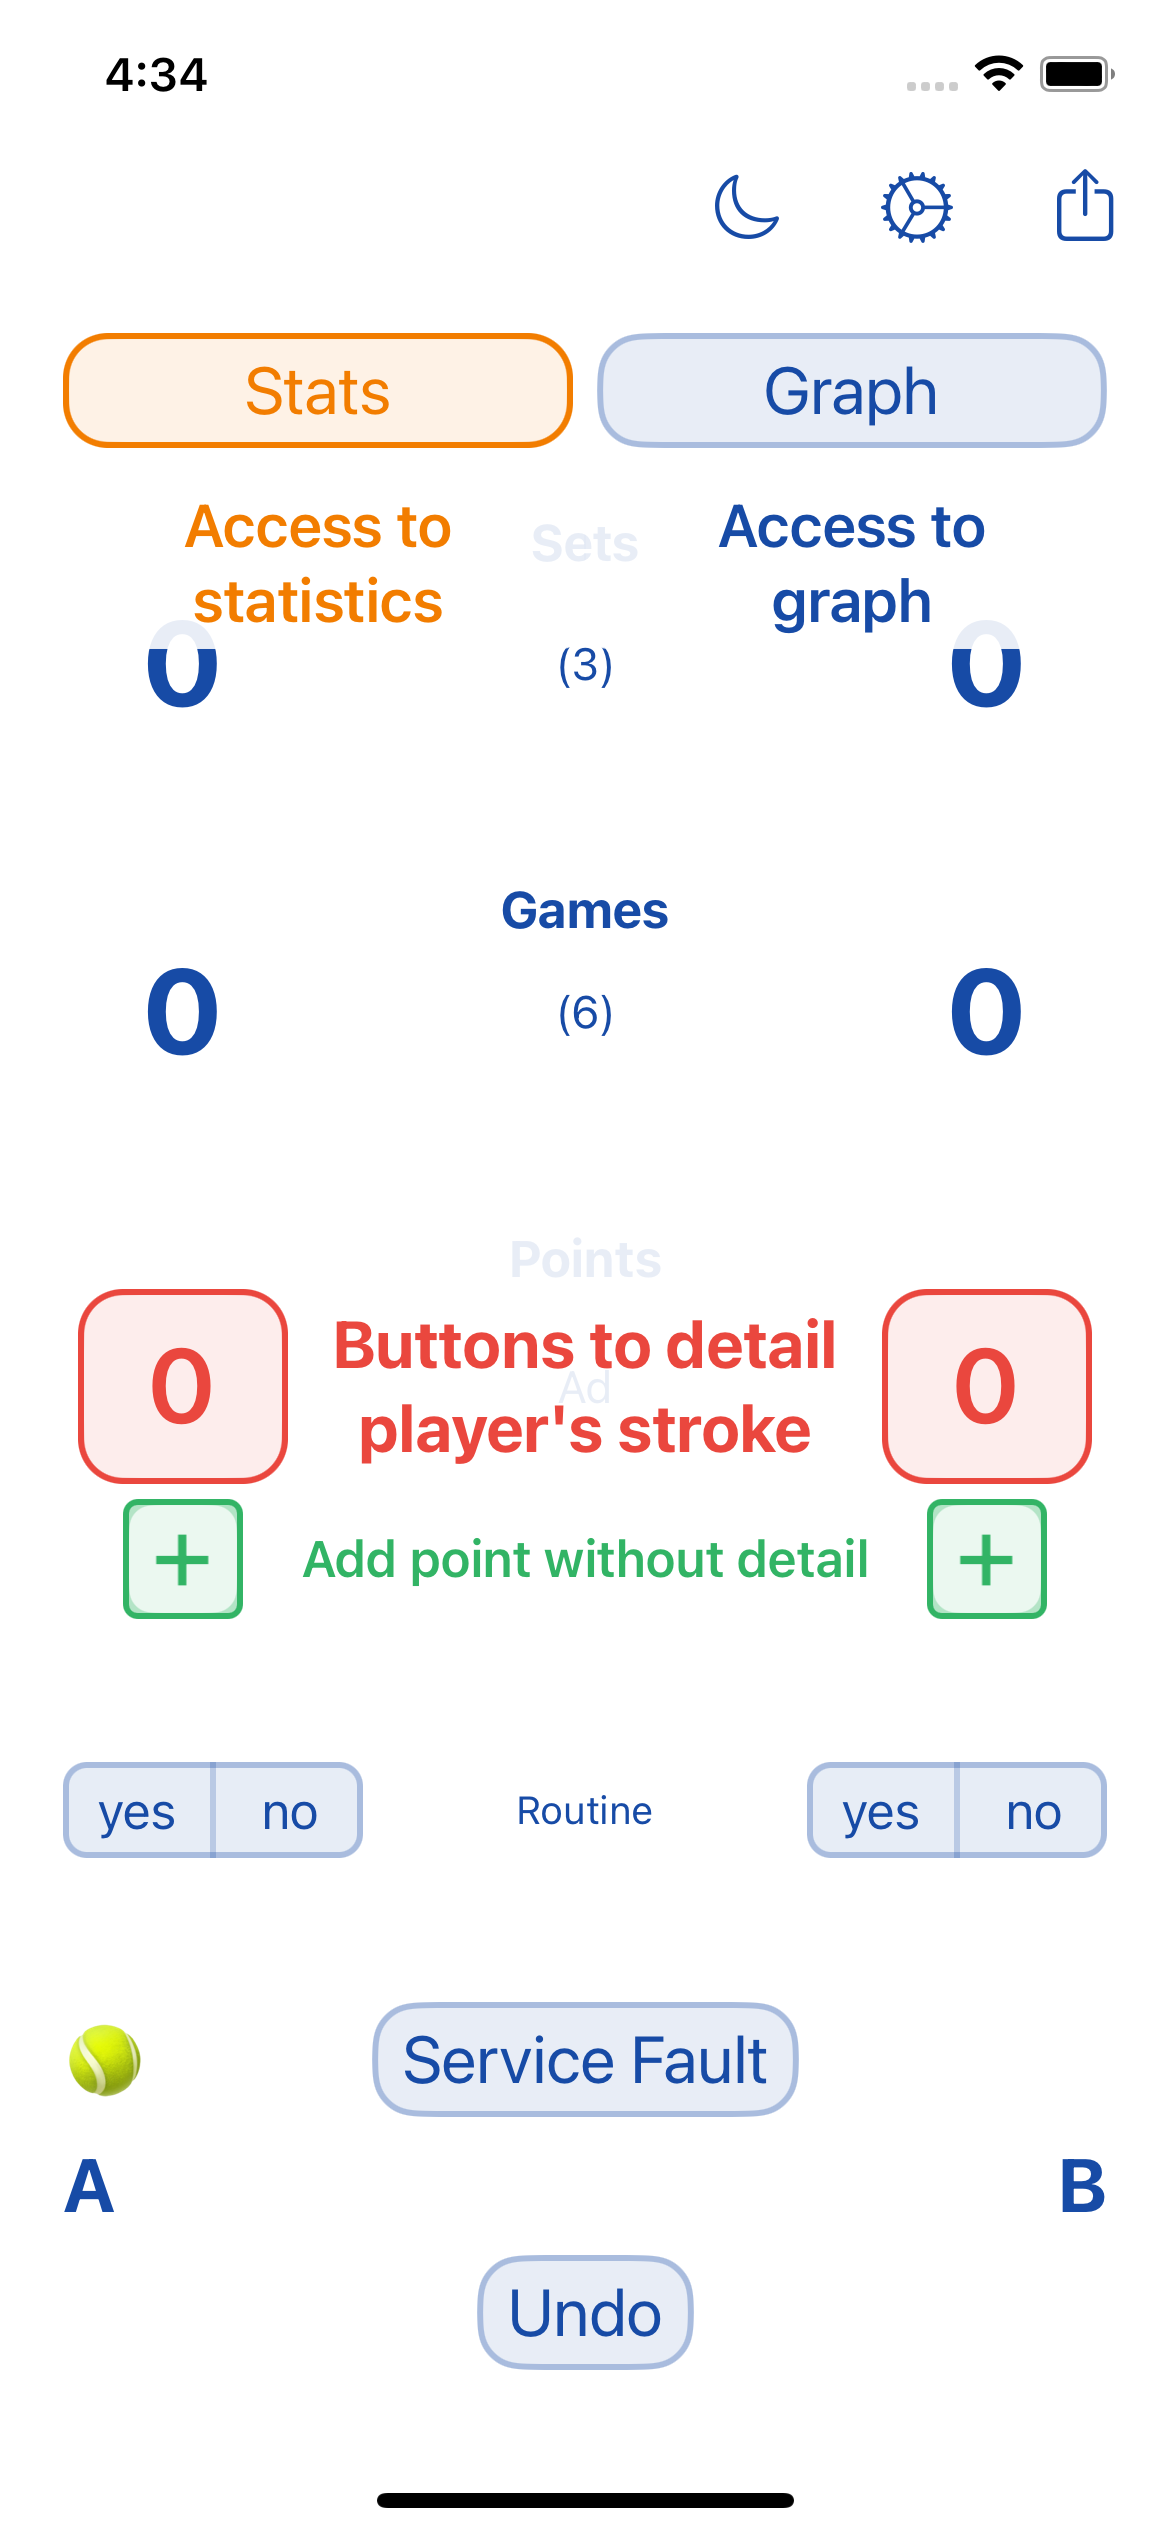 4:34
Stats
Graph
Access to
statistics
Sets
Access to
graph
0
(3)
0
Games
0
(6)
0
Points
0
Buttons to detail
Ad
player's stroke
0
+
Add point without detail
+
yes
no
Routine
yes
no
Service Fault
A
B
Undo